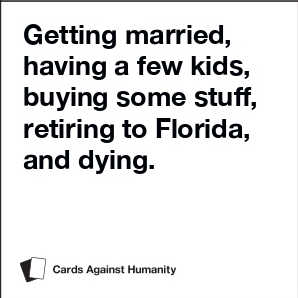 Getting married,
having a few kids,
buying some stuff,
retiring to Florida,
and dying.
Cards Against Humanity